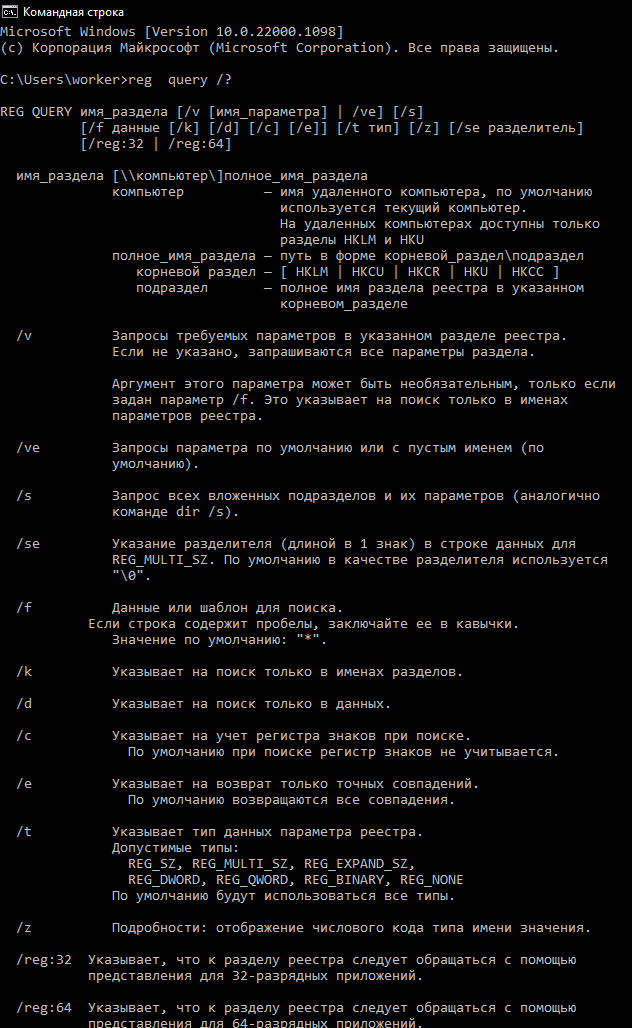 Командная строка
Microsoft Windows [Version 10.0.22000.1098]
(c) Корпорация Майкрософт (Microsoft Corporation). Все права защищены.
C:\Users\worker>reg  query /?
REG QUERY имя_раздела [/v [имя_параметра] | /ve] [/s]
[/f данные [/k] [/d] [/c] [/e]] [/t тип] [/z] [/se разделитель]
[/reg:32 | /reg:64]
имя_раздела [\\компьютер\]полное_имя_раздела
компьютер — имя удаленного компьютера, по умолчанию
используется текущий компьютер.
На удаленных компьютерах доступны только
разделы HKLM и HKU
полное_имя_раздела — путь в форме корневой_раздел\подраздел
корневой раздел — [ HKLM | HKCU | HKCR | HKU | HKCC ]
подраздел — полное имя раздела реестра в указанном
корневом_разделе
/v Запросы требуемых параметров в указанном разделе реестра.
Если не указано, запрашиваются все параметры раздела.
Аргумент этого параметра может быть необязательным, только если
задан параметр /f. Это указывает на поиск только в именах
параметров реестра.
/ve Запросы параметра по умолчанию или с пустым именем (по
умолчанию).
/s Запрос всех вложенных подразделов и их параметров (аналогично
команде dir /s).
/se Указание разделителя (длиной в 1 знак) в строке данных для
REG_MULTI_SZ. По умолчанию в качестве разделителя используется
"\0".
/f Данные или шаблон для поиска.
Если строка содержит пробелы, заключайте ее в кавычки.
Значение по умолчанию: "*".
/k Указывает на поиск только в именах разделов.
/d Указывает на поиск только в данных.
/c Указывает на учет регистра знаков при поиске.
По умолчанию при поиске регистр знаков не учитывается.
/e Указывает на возврат только точных совпадений.
По умолчанию возвращаются все совпадения.
/t Указывает тип данных параметра реестра.
Допустимые типы:
REG_SZ, REG_MULTI_SZ, REG_EXPAND_SZ,
REG_DWORD, REG_QWORD, REG_BINARY, REG_NONE
По умолчанию будут использоваться все типы.
/z Подробности: отображение числового кода типа имени значения.
/reg:32 Указывает, что к разделу реестра следует обращаться с помощью
представления для 32-разрядных приложений.
/reg:64 Указывает, что к разделу реестра следует обращаться с помощью
представления для 64-разрядных приложений.